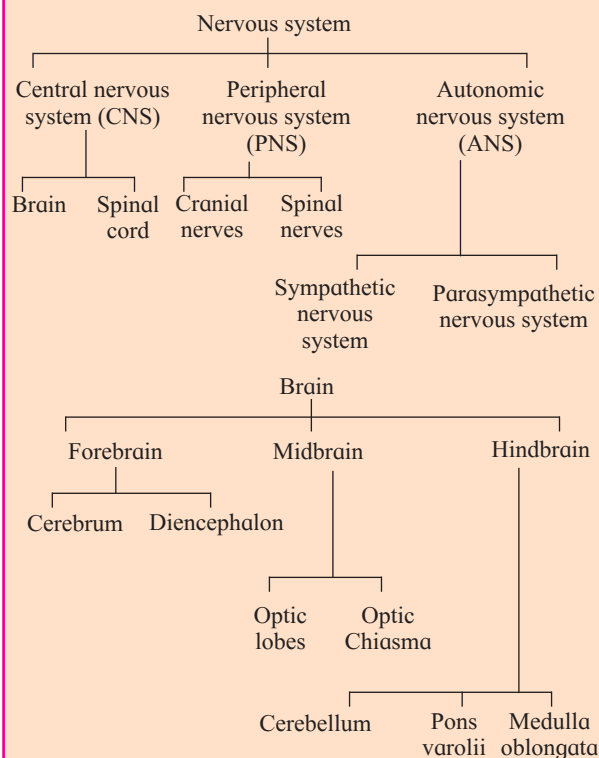 Nervous system
Central nervous
system (CNS)
Peripheral
nervous system
(PNS)
Autonomic
nervous system
(ANS)
Brain
Spinal
cord
Cranial
nerves
Spinal
nerves
Sympathetic
nervous
system
Parasympathetic
nervous system
Brain
Forebrain
Midbrain
Hindbrain
Cerebrum
Diencephalon
Optic
lobes
Optic
Chiasma
Cerebellum
Pons
varolii
Medulla
oblongata